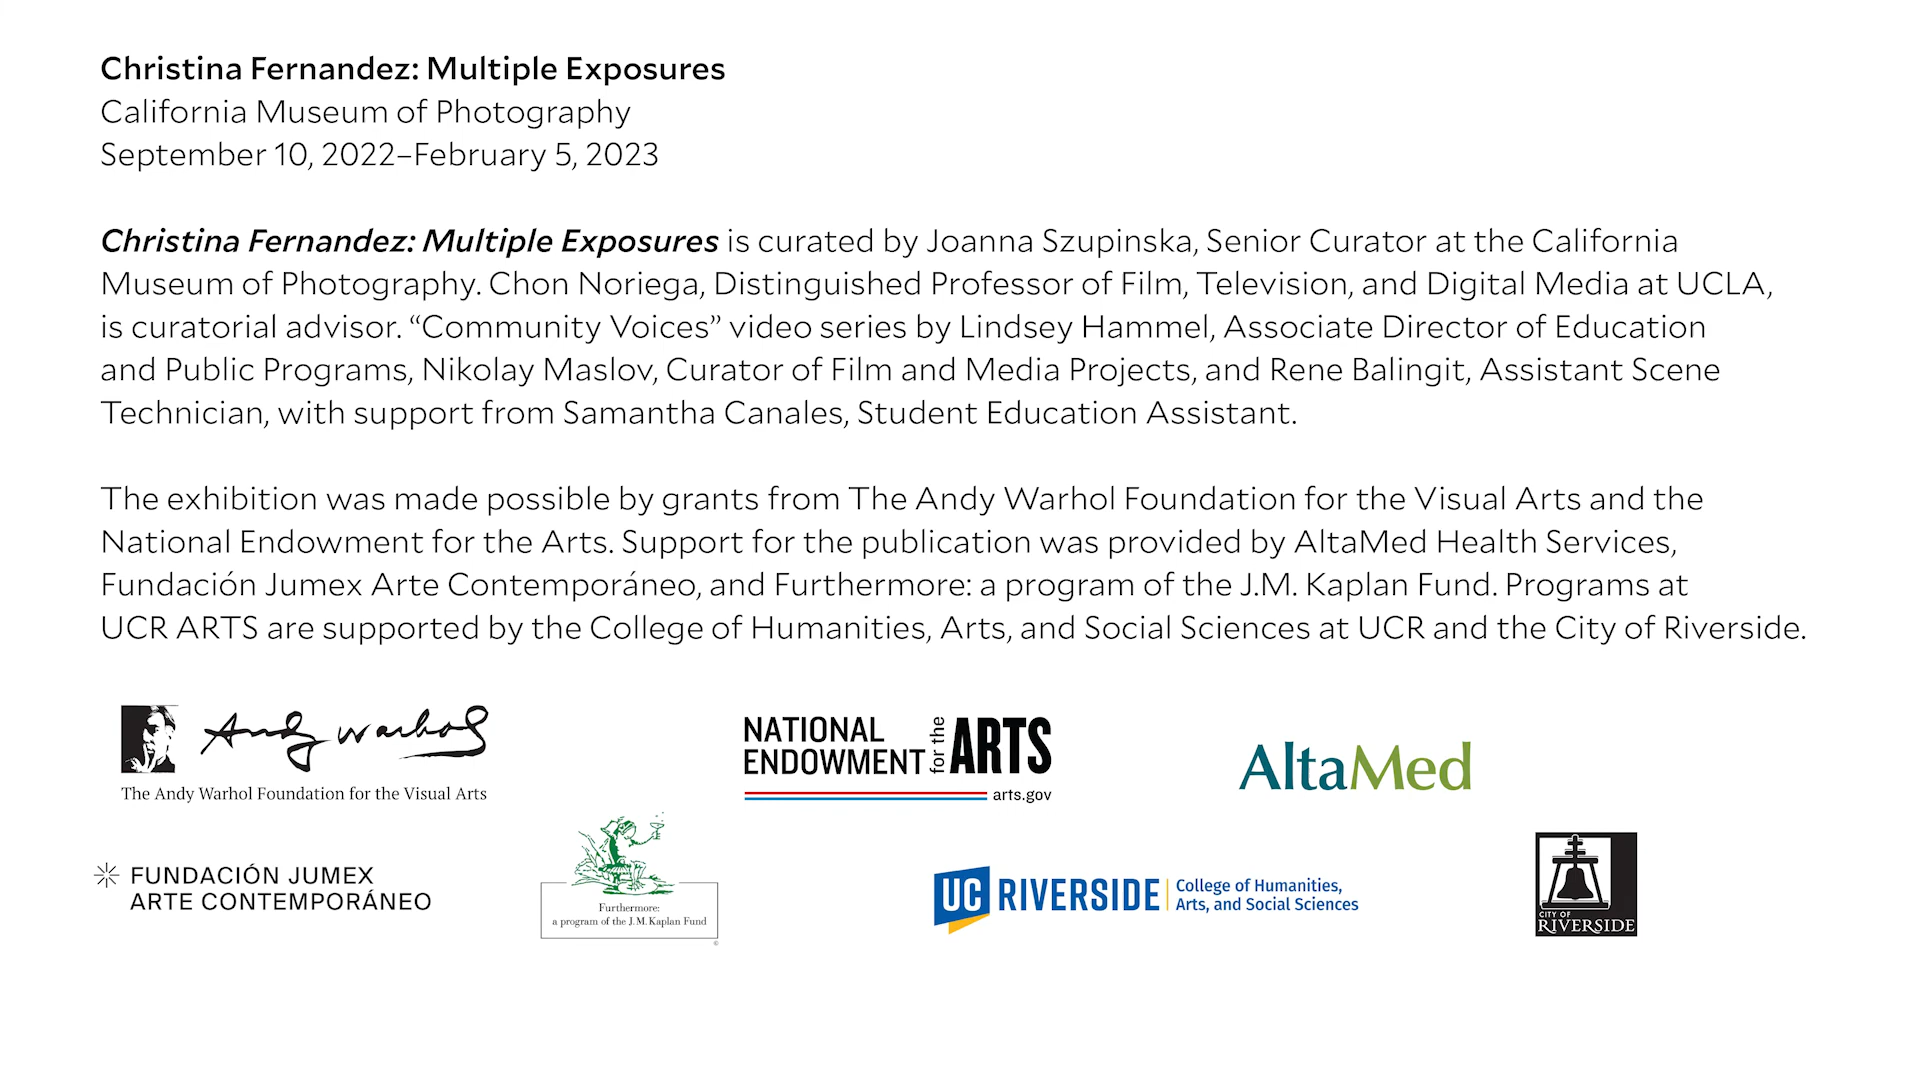 Christina Fernandez: Multiple Exposures
California Museum of Photography
September 10, 2022–February 5, 2023
Christina Fernandez: Multiple Exposures is curated by Joanna Szupinska, Senior Curator at the California
Museum of Photography. Chon Noriega, Distinguished Professor of Film, Television, and Digital Media at UCLA,
is curatorial advisor. “Community Voices” video series by Lindsey Hammel, Associate Director of Education
and Public Programs, Nikolay Maslov, Curator of Film and Media Projects, and Rene Balingit, Assistant Scene
Technician, with support from Samantha Canales, Student Education Assistant.
The exhibition was made possible by grants from The Andy Warhol Foundation for the Visual Arts and the
National Endowment for the Arts. Support for the publication was provided by AltaMed Health Services,
Fundación Jumex Arte Contemporáneo, and Furthermore: a program of the J.M. Kaplan Fund. Programs at
UCR ARTS are supported by the College of Humanities, Arts, and Social Sciences at UCR and the City of Riverside.
Andy Warhol
The Andy Warhol Foundation for the Visual Arts
NATIONAL
ENDOWMENT for the ARTS
arts.gov
AltaMed
FUNDACIÓN JUMEX
ARTE CONTEMPORÁNEO
Furthermore:
a program of the J.M. Kaplan Fund
©
UC RIVERSIDE
College of Humanities,
Arts, and Social Sciences
CITY OF
RIVERSIDE